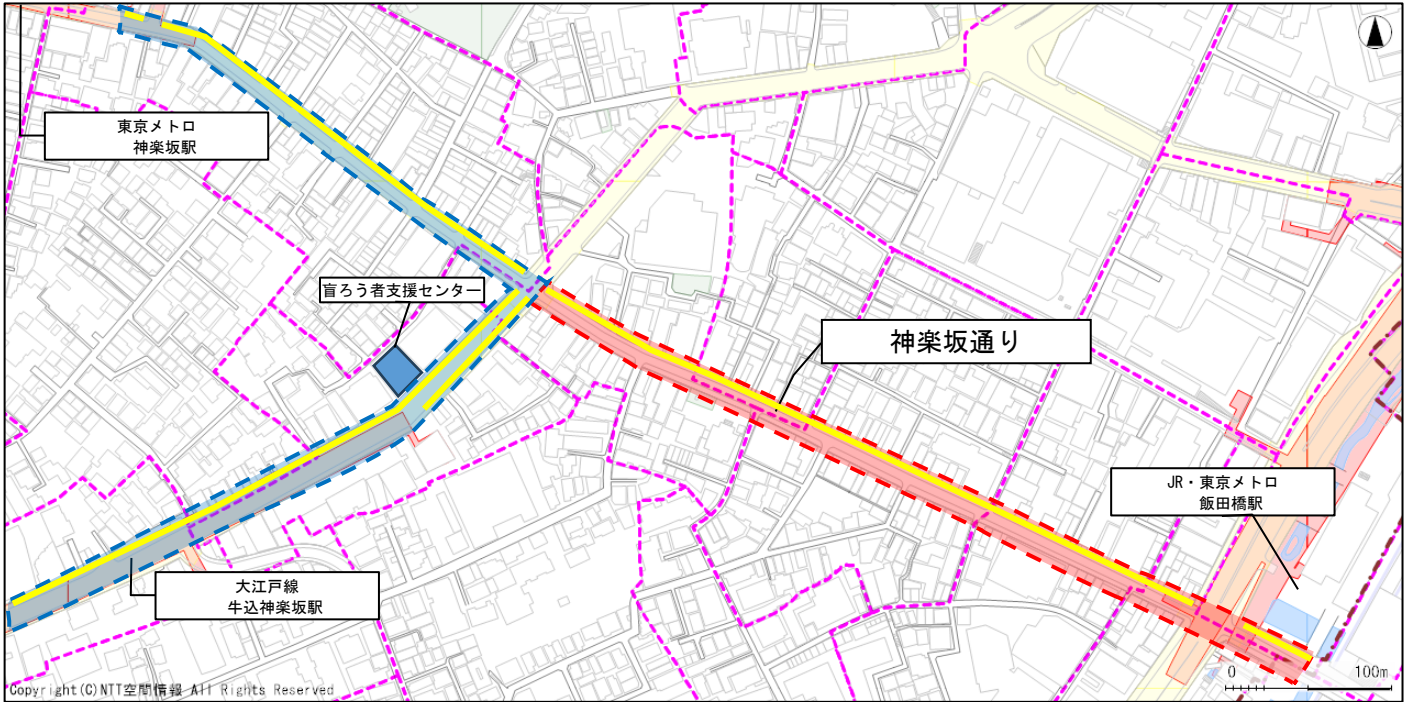 東京メトロ
神楽坂駅
盲ろう者支援センター
神楽坂通り
JR・東京メトロ
飯田橋駅
大江戸線
牛込神楽坂駅
0 100m
Copyright(C)NTT空間情報 All Rights Reserved